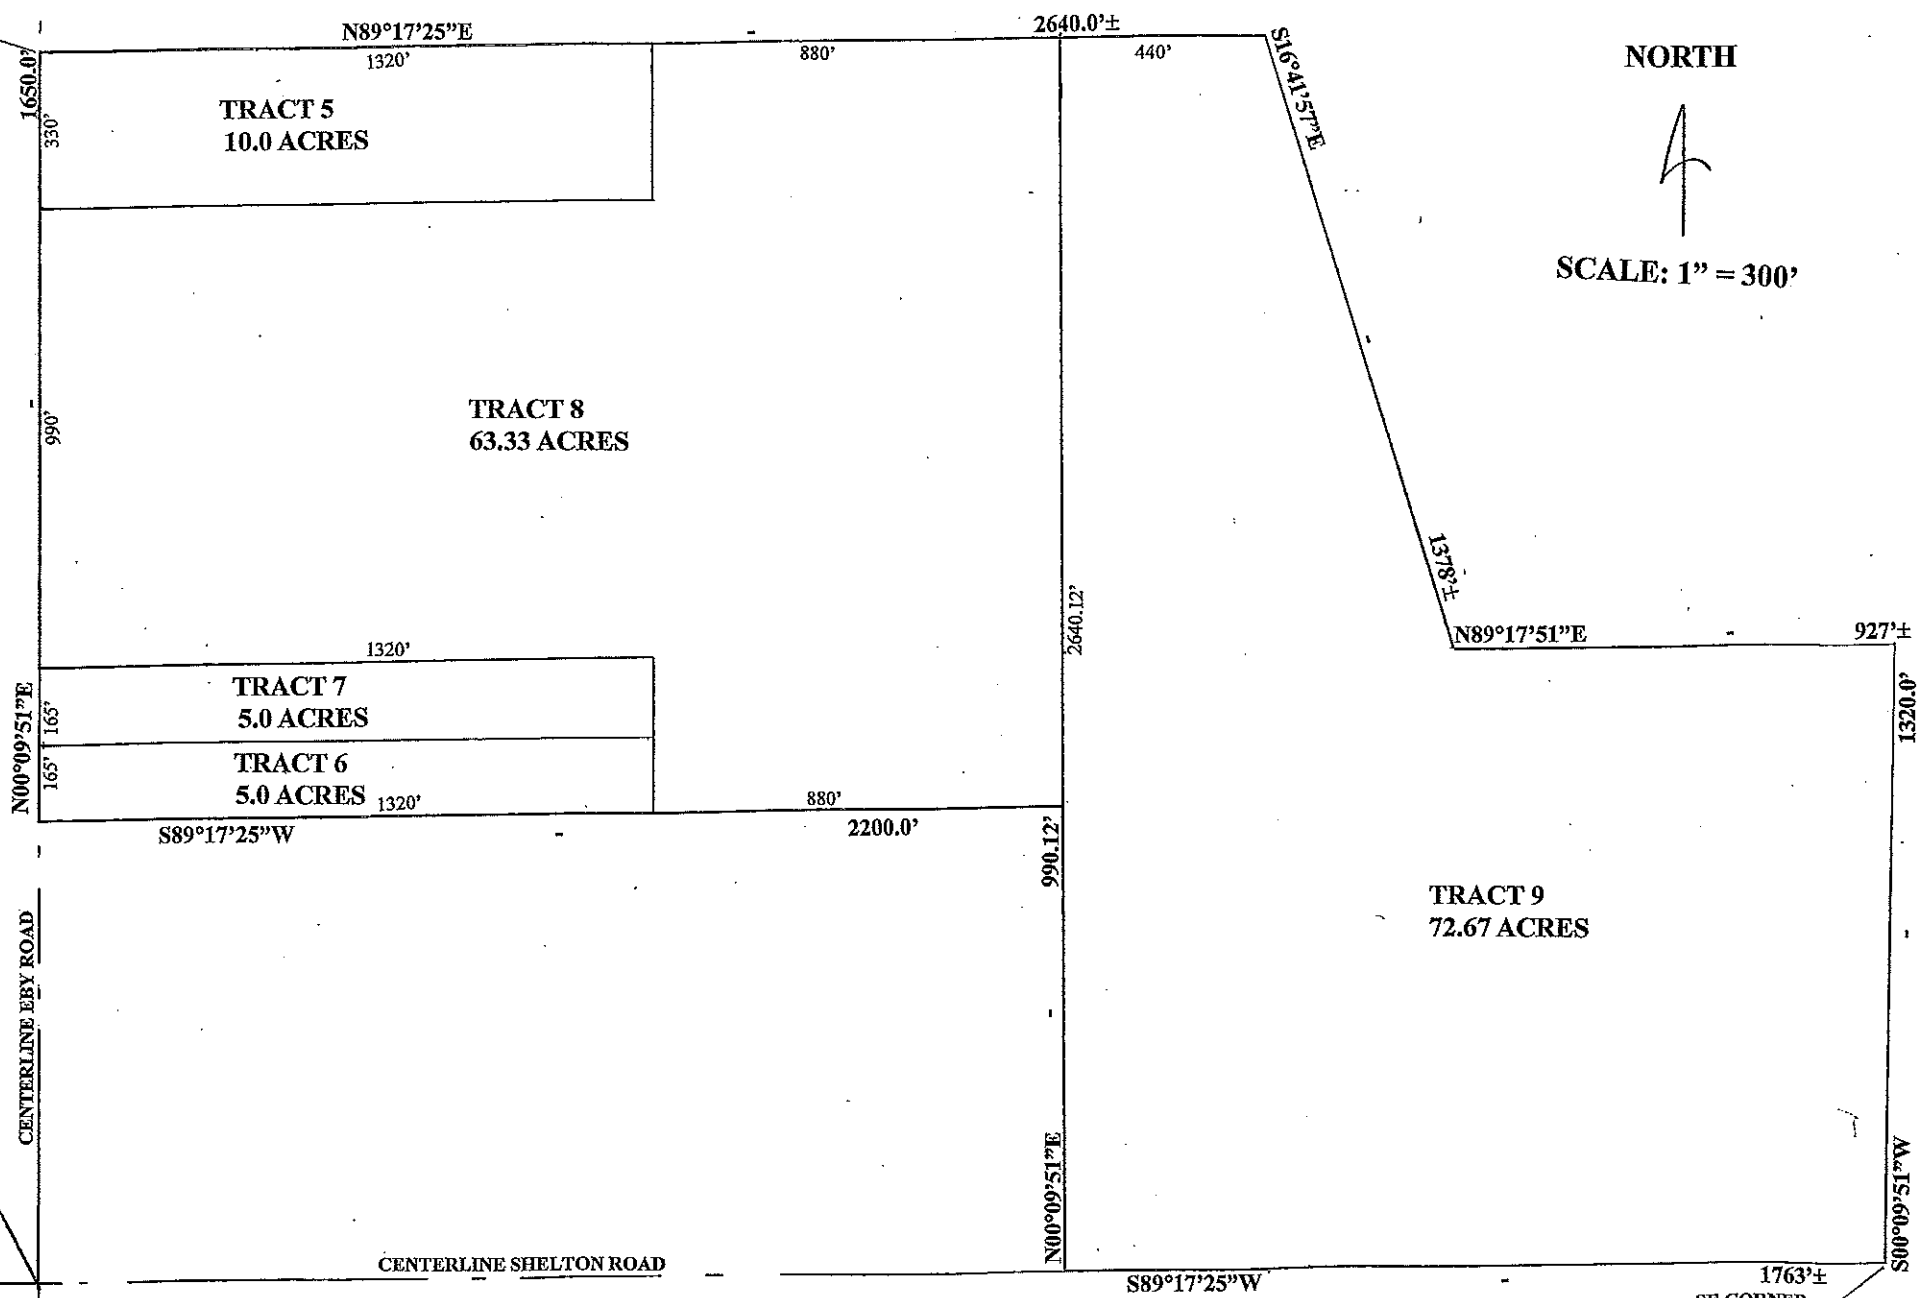 N89°17'25"E
2640.0'±
1320'
880'
440'
1650.0'
330'
TRACT 5
10.0 ACRES
S16°41'57"E
1378'±
NORTH
SCALE: 1" = 300'
990'
TRACT 8
63.33 ACRES
2640.12'
N89°17'51"E
927'±
1320.0'
1320'
TRACT 7
5.0 ACRES
165'
N00°09'51"E
TRACT 6
5.0 ACRES
165'
1320'
880'
S89°17'25"W
2200.0'
990.12'
TRACT 9
72.67 ACRES
CENTERLINE EBY ROAD
N00°09'51"E
S00°09'51"W
CENTERLINE SHELTON ROAD
S89°17'25"W
1763'±
SE CORNER